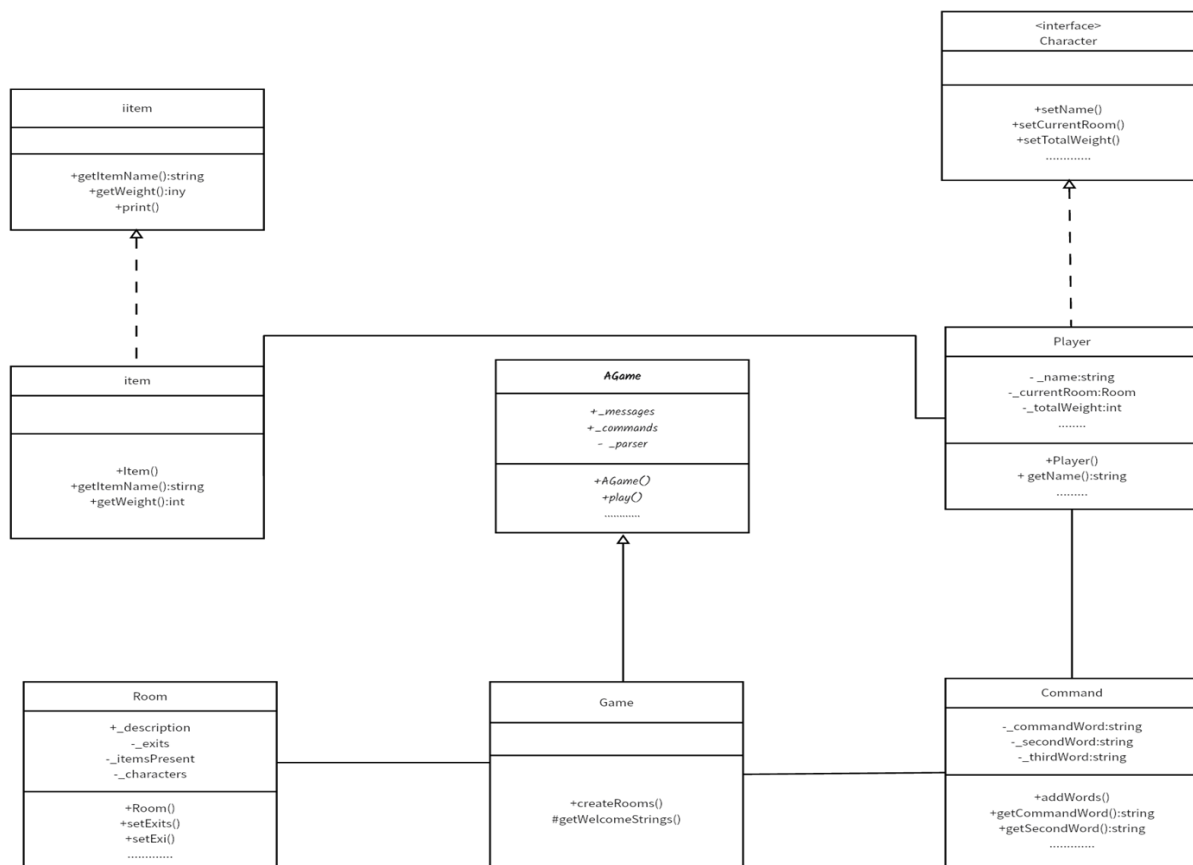 <interface>
Character
+setName()
+setCurrentRoom()
+setTotalWeight()
.............
iitem
+getItemName():string
+getWeight():iny
+print()
item
+Item()
+getItemName():stirng
+getWeight():int
AGame
+_messages
+_commands
- _parser
+AGame()
+play()
............
Player
- _name:string
-_currentRoom:Room
-_totalWeight:int
........
+Player()
+ getName():string
.........
Room
+_description
-_exits
-_itemsPresent
-_characters
+Room()
+setExits()
+setExi()
.............
Game
+createRooms()
#getWelcomeStrings()
Command
-_commandWord:string
-_secondWord:string
-_thirdWord:string
+addWords()
+getCommandWord():string
+getSecondWord():string
.............